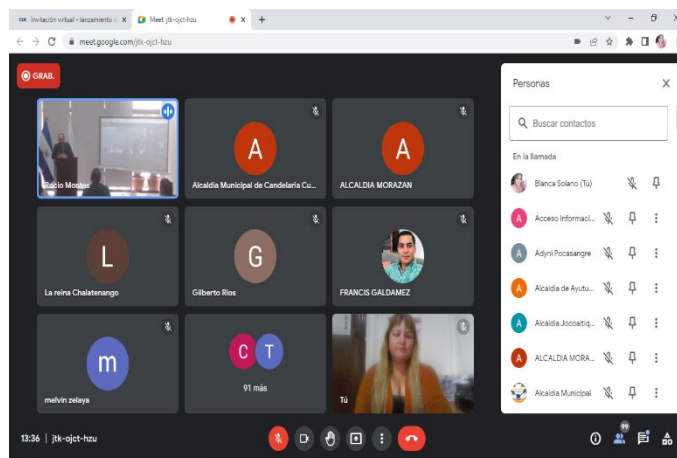 Invitación virtual - lanzamiento d
Meet: jtk-ojct-hzu
meet.google.com/jtk-ojct-hzu
GRAB.
Rocio Montes
Alcaldia Municipal de Candelaria Cu...
ALCALDIA MORAZAN
La reina Chalatenango
Gilberto Rios
FRANCIS GALDAMEZ
melvin zelaya
91 más
Tú
A
A
L
G
m
C T
13:36 | jtk-ojct-hzu
Personas
Buscar contactos
En la llamada
Blanca Solano (Tú)
A Acceso Informaci...
A Adyni Pocasangre
A Alcaldía de Ayutu...
A Alcaldia Jocoaitiq...
A ALCALDIA MORA...
Alcaldia Municipal
99